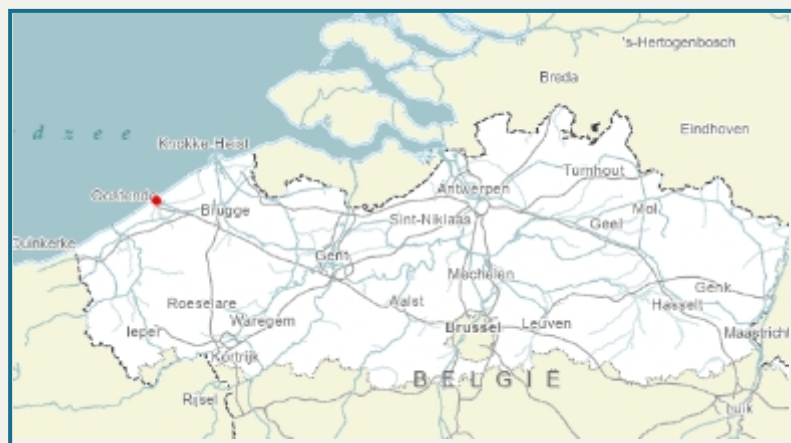 's-Hertogenbosch
Breda
dzee
Eindhoven
Knokke-Heist
Turnhout
Oostende
Antwerpen
Mol
Brugge
Sint-Niklaas
Geel
Duinkerke
Gent
Mechelen
Genk
Roeselare
Aalst
Hasselt
Waregem
Brussel
Leuven
Ieper
Maastricht
Kortrijk
BELGIË
Rijsel
Luik